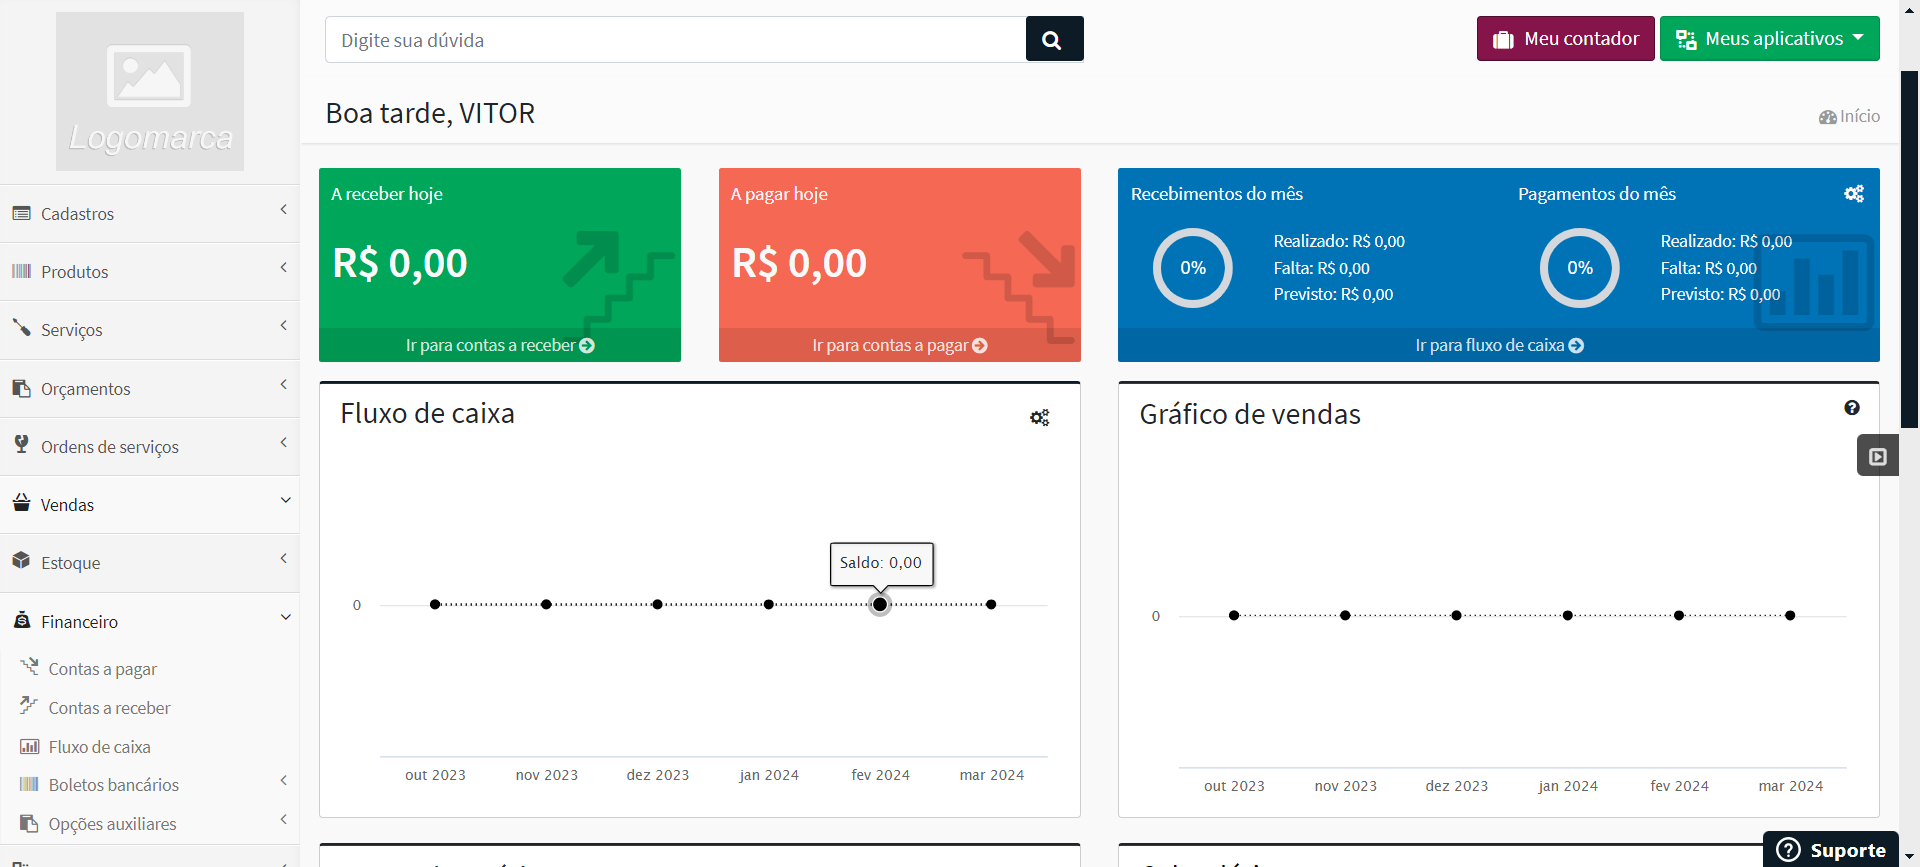 Logomarca
Cadastros
Produtos
Serviços
Orçamentos
Ordens de serviços
Vendas
Estoque
Financeiro
Contas a pagar
Contas a receber
Fluxo de caixa
Boletos bancários
Opções auxiliares
Digite sua dúvida
Meu contador
Meus aplicativos
Boa tarde, VITOR
Início
A receber hoje
R$ 0,00
Ir para contas a receber
A pagar hoje
R$ 0,00
Ir para contas a pagar
Recebimentos do mês
0%
Realizado: R$ 0,00
Falta: R$ 0,00
Previsto: R$ 0,00
Pagamentos do mês
0%
Realizado: R$ 0,00
Falta: R$ 0,00
Previsto: R$ 0,00
Ir para fluxo de caixa
Fluxo de caixa
Saldo: 0,00
0
out 2023 nov 2023 dez 2023 jan 2024 fev 2024 mar 2024
Gráfico de vendas
0
out 2023 nov 2023 dez 2023 jan 2024 fev 2024 mar 2024
Suporte